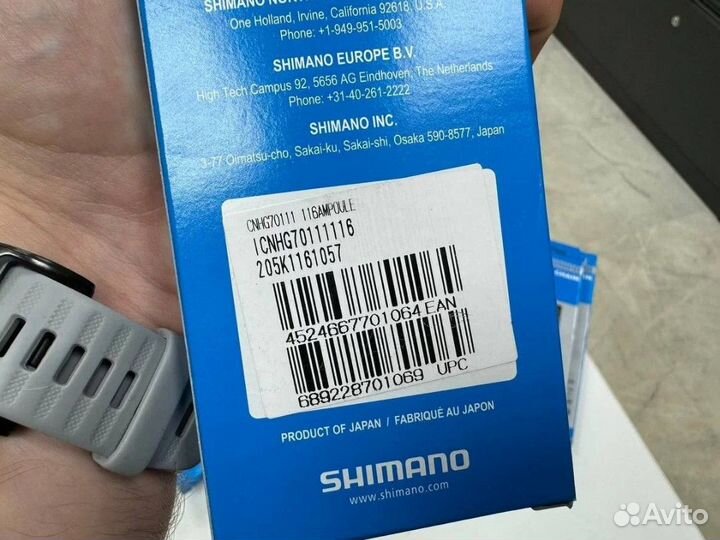 SHIMANO
One Holland, Irvine, California 92618, U.S.A.
Phone: +1-949-951-5003
SHIMANO EUROPE B.V.
High Tech Campus 92, 5656 AG Eindhoven, The Netherlands
Phone: +31-40-261-2222
SHIMANO INC.
3-77 Oimatsu-cho, Sakai-ku, Sakai-shi, Osaka 590-8577, Japan
CNHG70111 116AMPOULE
ICNHG70111116
205K1161057
4524667701064 EAN
689228701069 UPC
PRODUCT OF JAPAN / FABRIQUÉ AU JAPON
SHIMANO
www.shimano.com
Avito